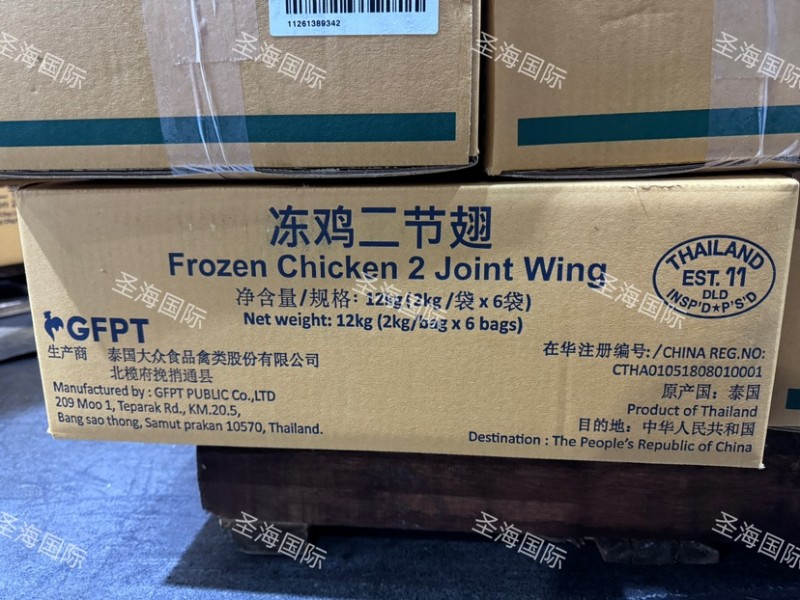 11261389342
冻鸡二节翅
Frozen Chicken 2 Joint Wing
净含量/规格: 12kg (2kg /袋 x 6袋)
Net weight: 12kg (2kg/bag x 6 bags)
THAILAND
EST. 11
DLD
INSP'D★P'S'D
GFPT
生产商 泰国大众食品禽类股份有限公司
北榄府挽捎通县
Manufactured by : GFPT PUBLIC Co.,LTD
209 Moo 1, Teparak Rd., KM.20.5,
Bang sao thong, Samut prakan 10570, Thailand.
在华注册编号:/CHINA REG.NO:
CTHA01051808010001
原产国: 泰国
Product of Thailand
目的地: 中华人民共和国
Destination : The People's Republic of China
圣海国际
圣海国际
圣海国际
圣海国际
圣海国际
圣海国际
圣海国际
圣海国际
圣海国际
圣海国际
圣海国际